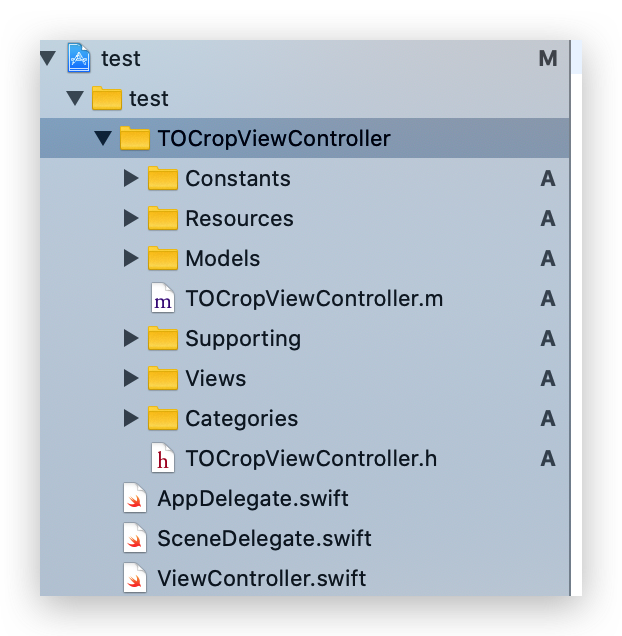 test M
test
TOCropViewController
Constants A
Resources A
Models A
m TOCropViewController.m A
Supporting A
Views A
Categories A
h TOCropViewController.h A
AppDelegate.swift
SceneDelegate.swift
ViewController.swift